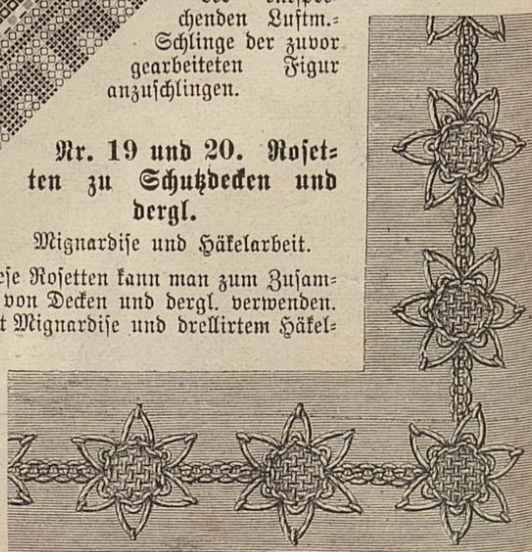 chenden Luftm.=
Schlinge der zuvor
gearbeiteten Figur
anzuschlingen.
Nr. 19 und 20. Roset=
ten zu Schutzdecken und
dergl.
Mignardise und Häkelarbeit.
ese Rosetten kann man zum Zusam=
von Decken und dergl. verwenden.
t Mignardise und drellirtem Häkel=